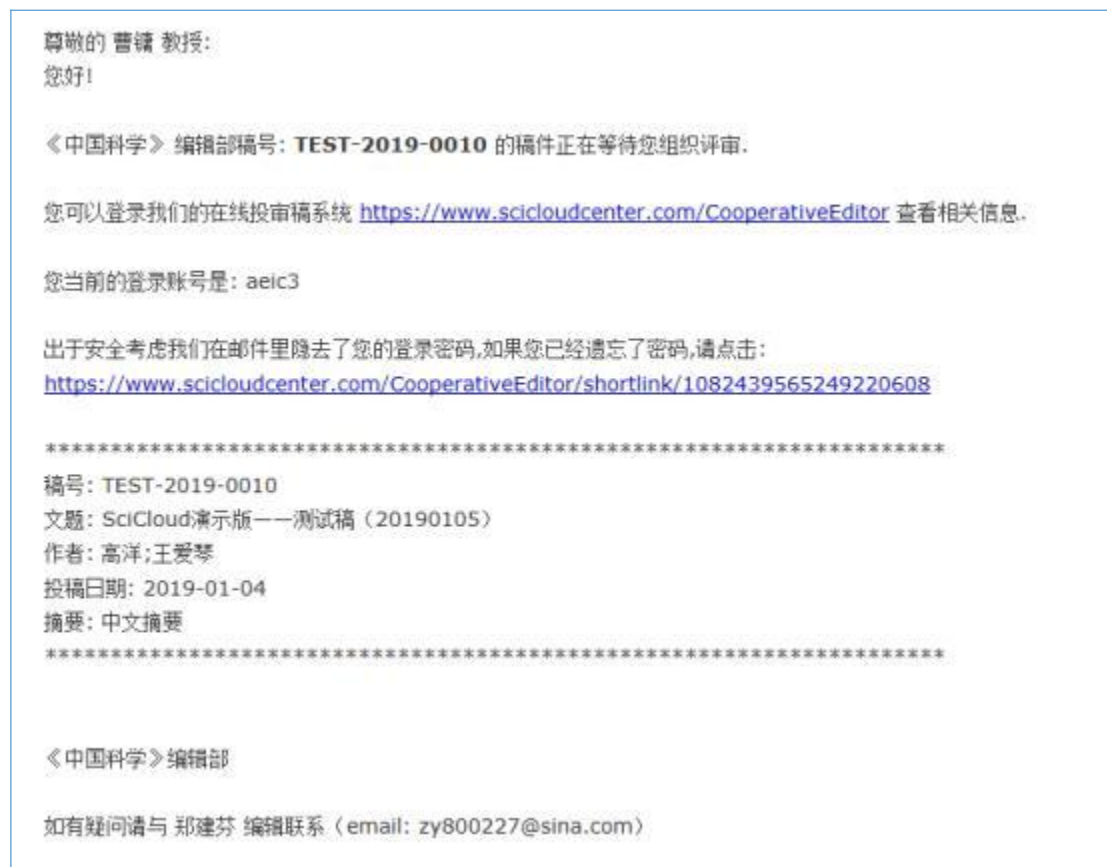 尊敬的 曹镛 教授:
您好!
《中国科学》 编辑部稿号: TEST-2019-0010 的稿件正在等待您组织评审.
您可以登录我们的在线投审稿系统 https://www.scicloudcenter.com/CooperativeEditor 查看相关信息.
您当前的登录账号是: aeic3
出于安全考虑我们在邮件里隐去了您的登录密码,如果您已经遗忘了密码,请点击:
https://www.scicloudcenter.com/CooperativeEditor/shortlink/1082439565249220608
*********************************************************************
稿号: TEST-2019-0010
文题: SciCloud演示版——测试稿（20190105）
作者: 高洋;王爱琴
投稿日期: 2019-01-04
摘要: 中文摘要
*********************************************************************
《中国科学》编辑部
如有疑问请与 郑建芬 编辑联系（email: zy800227@sina.com）